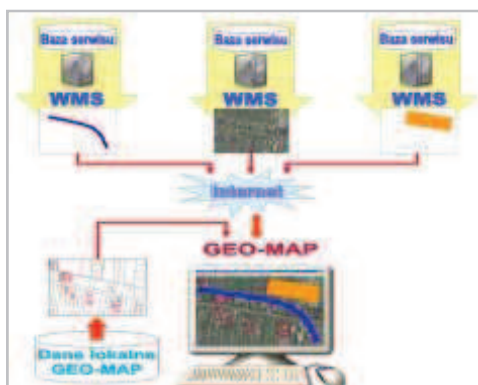 Baza serwisu
Baza serwisu
Baza serwisu
WMS
WMS
WMS
Internet
GEO-MAP
Dane lokalne
GEO-MAP